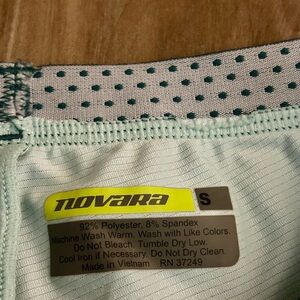 novara
S
92% Polyester, 8% Spandex
Machine Wash Warm. Wash with Like Colors.
Do Not Bleach. Tumble Dry Low.
Cool Iron if Necessary. Do Not Dry Clean.
Made in Vietnam RN 37249